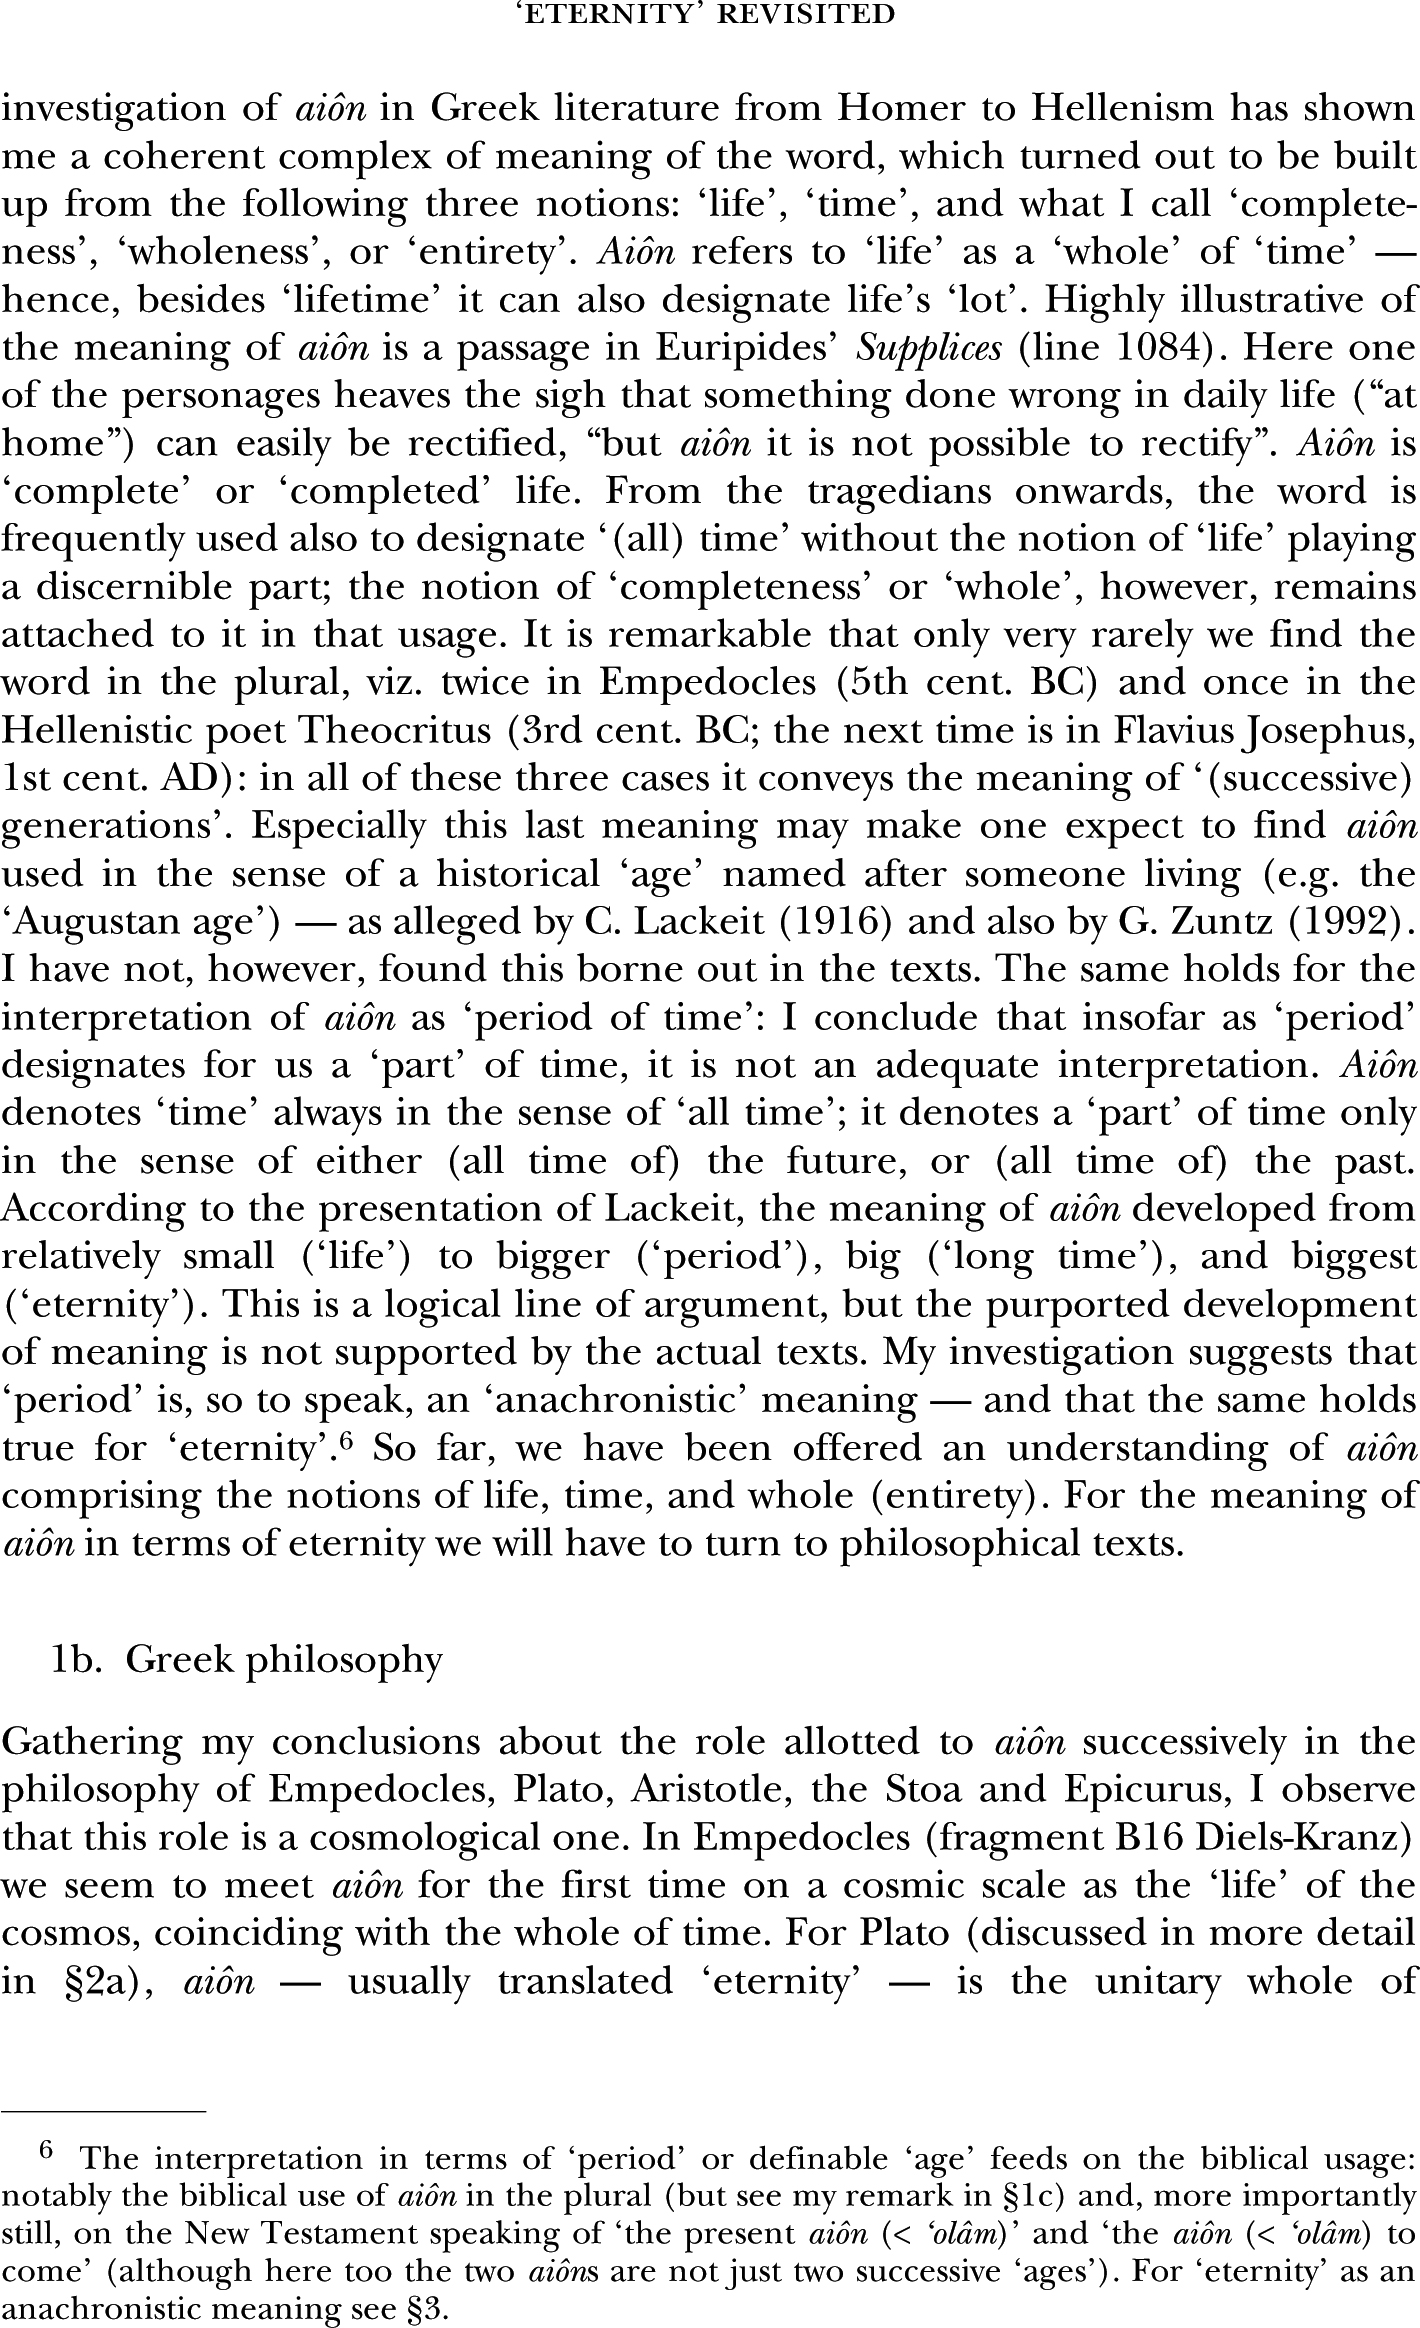 ‘ETERNITY’ REVISITED
investigation of aiôn in Greek literature from Homer to Hellenism has shown
me a coherent complex of meaning of the word, which turned out to be built
up from the following three notions: ‘life’, ‘time’, and what I call ‘complete-
ness’, ‘wholeness’, or ‘entirety’. Aiôn refers to ‘life’ as a ‘whole’ of ‘time’ —
hence, besides ‘lifetime’ it can also designate life’s ‘lot’. Highly illustrative of
the meaning of aiôn is a passage in Euripides’ Supplices (line 1084). Here one
of the personages heaves the sigh that something done wrong in daily life (“at
home”) can easily be rectified, “but aiôn it is not possible to rectify”. Aiôn is
‘complete’ or ‘completed’ life. From the tragedians onwards, the word is
frequently used also to designate ‘(all) time’ without the notion of ‘life’ playing
a discernible part; the notion of ‘completeness’ or ‘whole’, however, remains
attached to it in that usage. It is remarkable that only very rarely we find the
word in the plural, viz. twice in Empedocles (5th cent. BC) and once in the
Hellenistic poet Theocritus (3rd cent. BC; the next time is in Flavius Josephus,
1st cent. AD): in all of these three cases it conveys the meaning of ‘(successive)
generations’. Especially this last meaning may make one expect to find aiôn
used in the sense of a historical ‘age’ named after someone living (e.g. the
‘Augustan age’) — as alleged by C. Lackeit (1916) and also by G. Zuntz (1992).
I have not, however, found this borne out in the texts. The same holds for the
interpretation of aiôn as ‘period of time’: I conclude that insofar as ‘period’
designates for us a ‘part’ of time, it is not an adequate interpretation. Aiôn
denotes ‘time’ always in the sense of ‘all time’; it denotes a ‘part’ of time only
in the sense of either (all time of) the future, or (all time of) the past.
According to the presentation of Lackeit, the meaning of aiôn developed from
relatively small (‘life’) to bigger (‘period’), big (‘long time’), and biggest
(‘eternity’). This is a logical line of argument, but the purported development
of meaning is not supported by the actual texts. My investigation suggests that
‘period’ is, so to speak, an ‘anachronistic’ meaning — and that the same holds
true for ‘eternity’.6 So far, we have been offered an understanding of aiôn
comprising the notions of life, time, and whole (entirety). For the meaning of
aiôn in terms of eternity we will have to turn to philosophical texts.
1b. Greek philosophy
Gathering my conclusions about the role allotted to aiôn successively in the
philosophy of Empedocles, Plato, Aristotle, the Stoa and Epicurus, I observe
that this role is a cosmological one. In Empedocles (fragment B16 Diels-Kranz)
we seem to meet aiôn for the first time on a cosmic scale as the ‘life’ of the
cosmos, coinciding with the whole of time. For Plato (discussed in more detail
in §2a), aiôn — usually translated ‘eternity’ — is the unitary whole of
6 The interpretation in terms of ‘period’ or definable ‘age’ feeds on the biblical usage:
notably the biblical use of aiôn in the plural (but see my remark in §1c) and, more importantly
still, on the New Testament speaking of ‘the present aiôn (< ‘olâm)’ and ‘the aiôn (< ‘olâm) to
come’ (although here too the two aiôns are not just two successive ‘ages’). For ‘eternity’ as an
anachronistic meaning see §3.